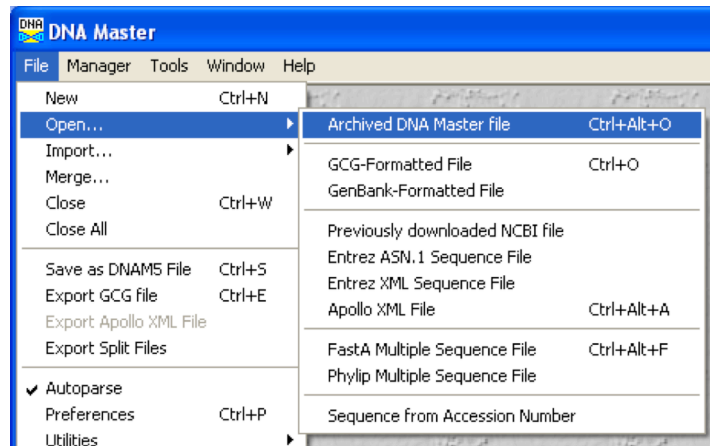 DNA
DNA Master
File Manager Tools Window Help
New Ctrl+N
Open...
Import...
Merge...
Close Ctrl+W
Close All
Save as DNAM5 File Ctrl+S
Export GCG file Ctrl+E
Export Apollo XML File
Export Split Files
Autoparse
Preferences Ctrl+P
Utilities
Archived DNA Master file Ctrl+Alt+O
GCG-Formatted File Ctrl+O
GenBank-Formatted File
Previously downloaded NCBI file
Entrez ASN.1 Sequence File
Entrez XML Sequence File
Apollo XML File Ctrl+Alt+A
FastA Multiple Sequence File Ctrl+Alt+F
Phylip Multiple Sequence File
Sequence from Accession Number